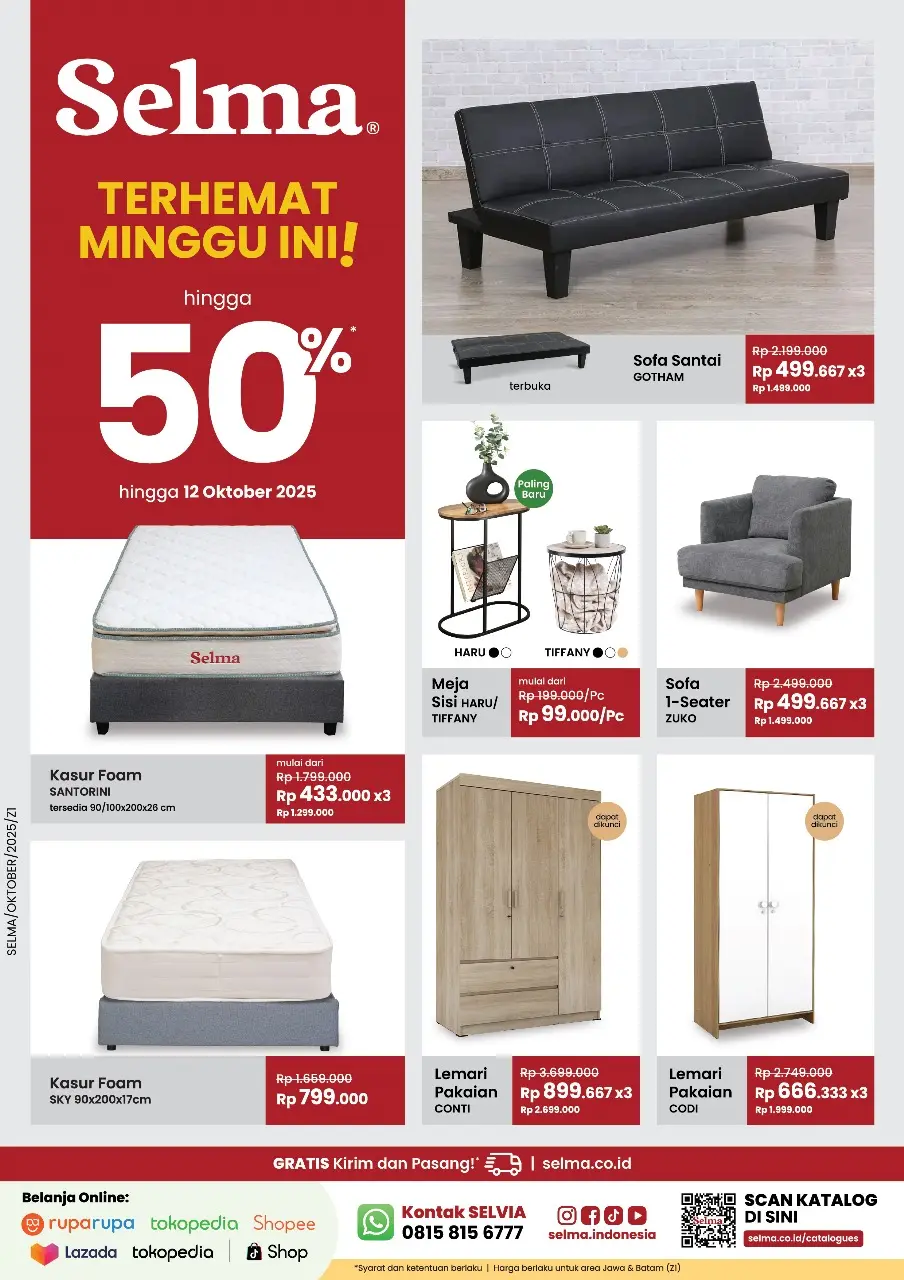 Selma®
TERHEMAT
MINGGU INI!
hingga
50%*
hingga 12 Oktober 2025
terbuka
Sofa Santai
GOTHAM
Rp 2.199.000
Rp 499.667 x3
Rp 1.499.000
Selma
Kasur Foam
SANTORINI
tersedia 90/100x200x26 cm
mulai dari
Rp 1.799.000
Rp 433.000 x3
Rp 1.299.000
Paling
Baru
HARU
TIFFANY
Meja
Sisi HARU/
TIFFANY
mulai dari
Rp 199.000/Pc
Rp 99.000/Pc
Sofa
1-Seater
ZUKO
Rp 2.499.000
Rp 499.667 x3
Rp 1.499.000
Kasur Foam
SKY 90x200x17cm
Rp 1.659.000
Rp 799.000
dapat
dikunci
Lemari
Pakaian
CONTI
Rp 3.699.000
Rp 899.667 x3
Rp 2.699.000
dapat
dikunci
Lemari
Pakaian
CODI
Rp 2.749.000
Rp 666.333 x3
Rp 1.999.000
SELMA/OKTOBER/2025/Z1
GRATIS Kirim dan Pasang!* | selma.co.id
Belanja Online:
ruparupa tokopedia Shopee
Lazada tokopedia | Shop
Kontak SELVIA
0815 815 6777
selma.indonesia
Selma
SCAN KATALOG
DI SINI
selma.co.id/catalogues
*Syarat dan ketentuan berlaku | Harga berlaku untuk area Jawa & Batam (Z1)